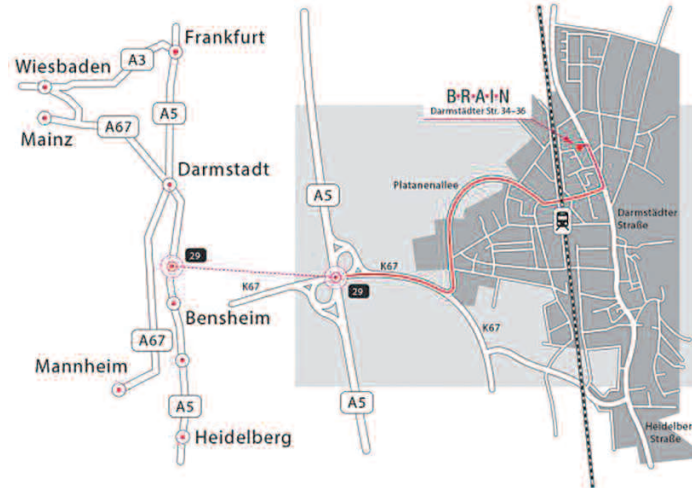 Frankfurt
A3
Wiesbaden
A5
Mainz
A67
Darmstadt
29
Bensheim
A67
Mannheim
A5
Heidelberg
B•R•A•I•N
Darmstädter Str. 34–36
Platanenallee
A5
Darmstädter
Straße
K67
K67
29
K67
A5
Heidelber
Straße